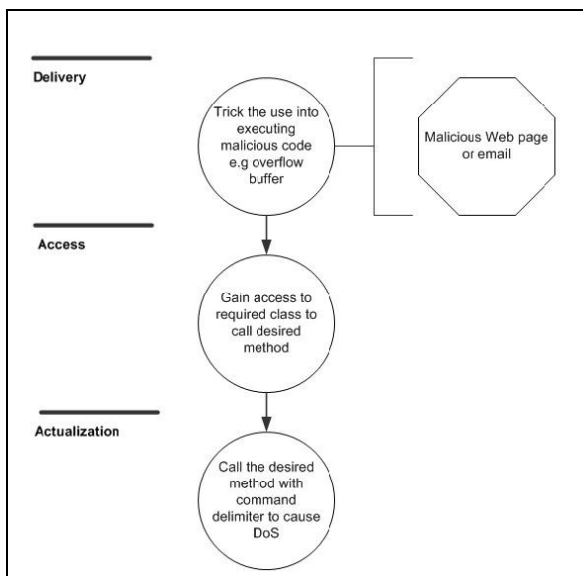 Delivery
Trick the use into
executing
malicious code
e.g overflow
buffer
Malicious Web page
or email
Access
Gain access to
required class to
call desired
method
Actualization
Call the desired
method with
command
delimiter to cause
DoS